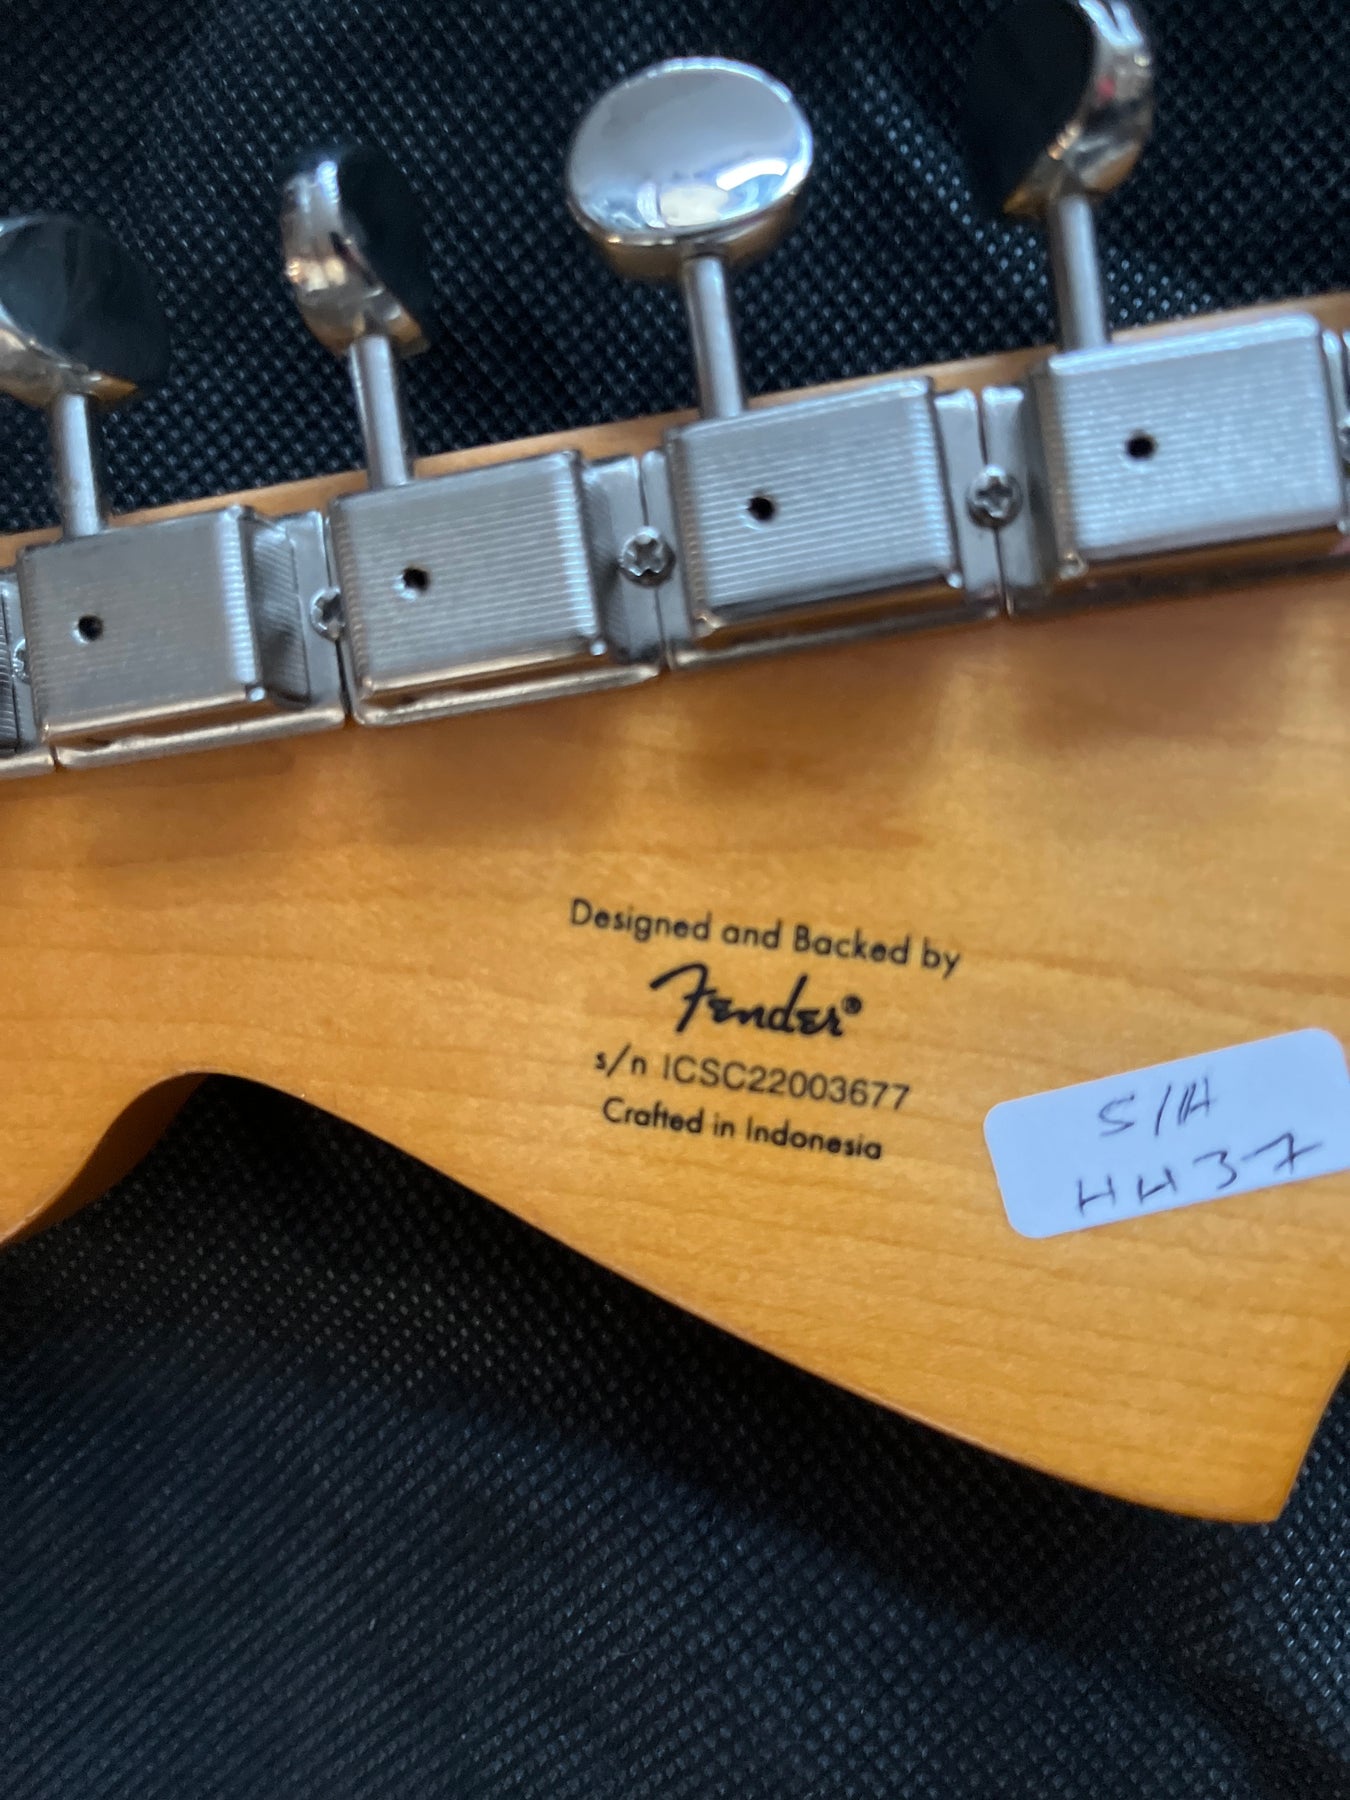 Designed and Backed by
Fender®
s/n ICSC22003677
Crafted in Indonesia
S/H
HH37